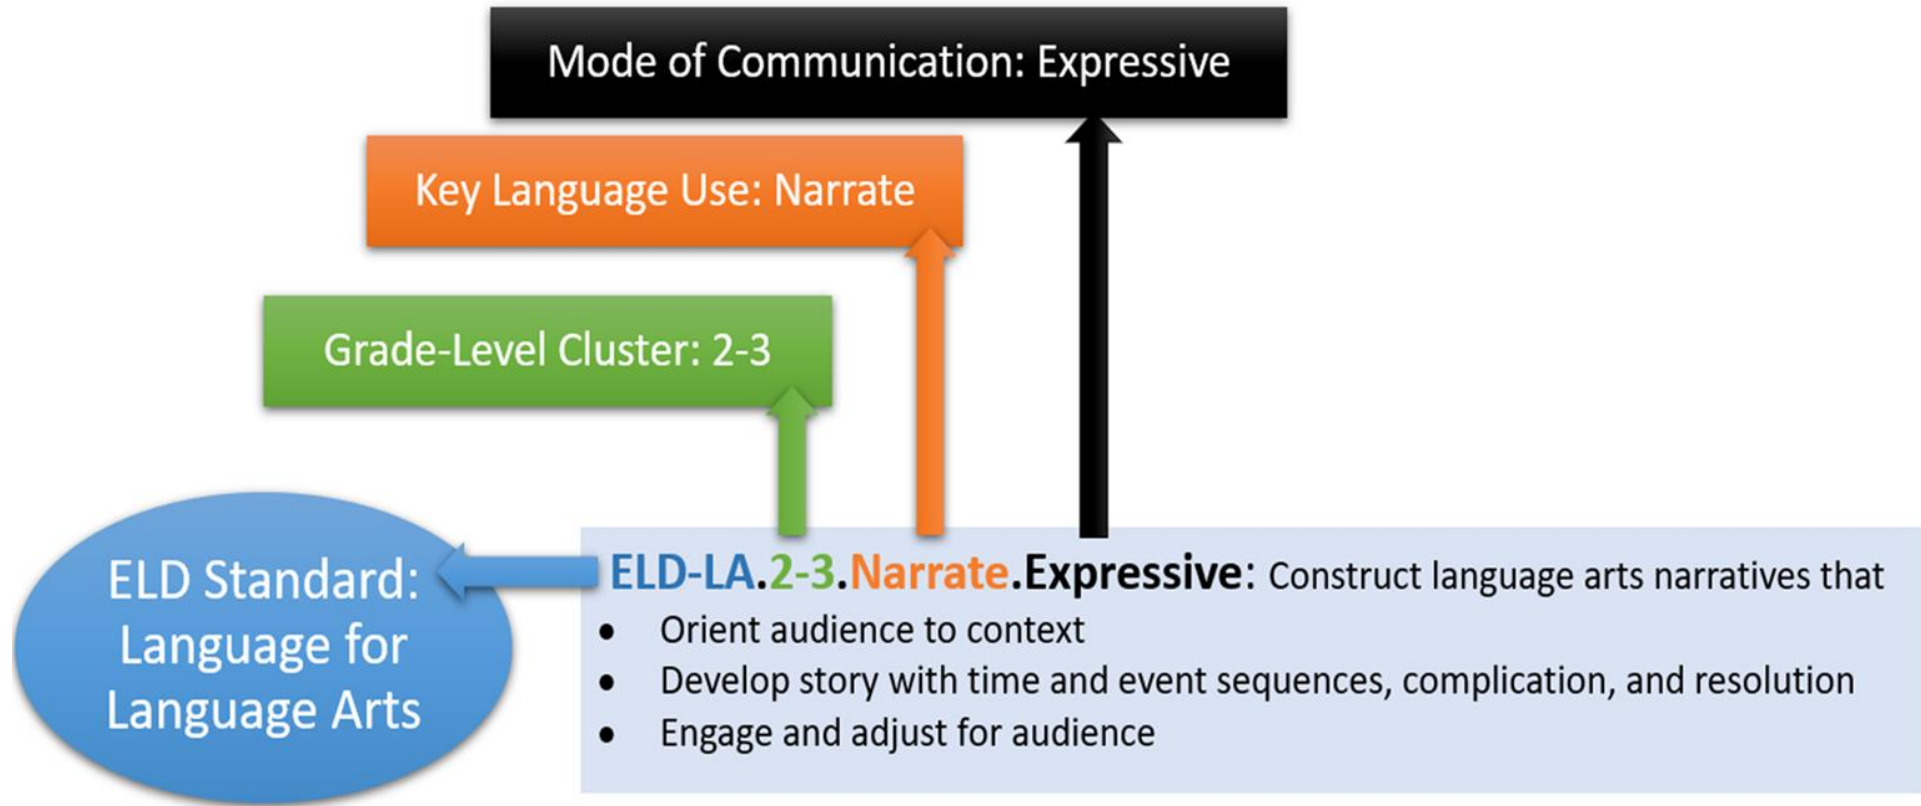 Mode of Communication: Expressive
Key Language Use: Narrate
Grade-Level Cluster: 2-3
ELD Standard:
Language for
Language Arts
ELD-LA.2-3.Narrate.Expressive: Construct language arts narratives that
• Orient audience to context
• Develop story with time and event sequences, complication, and resolution
• Engage and adjust for audience